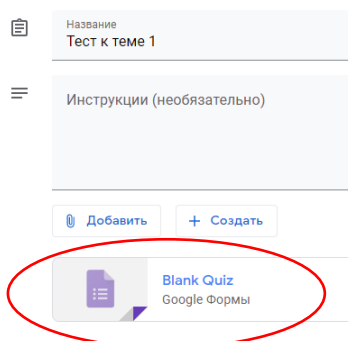 Название
Тест к теме 1
Инструкции (необязательно)
Добавить
Создать
Blank Quiz
Google Формы